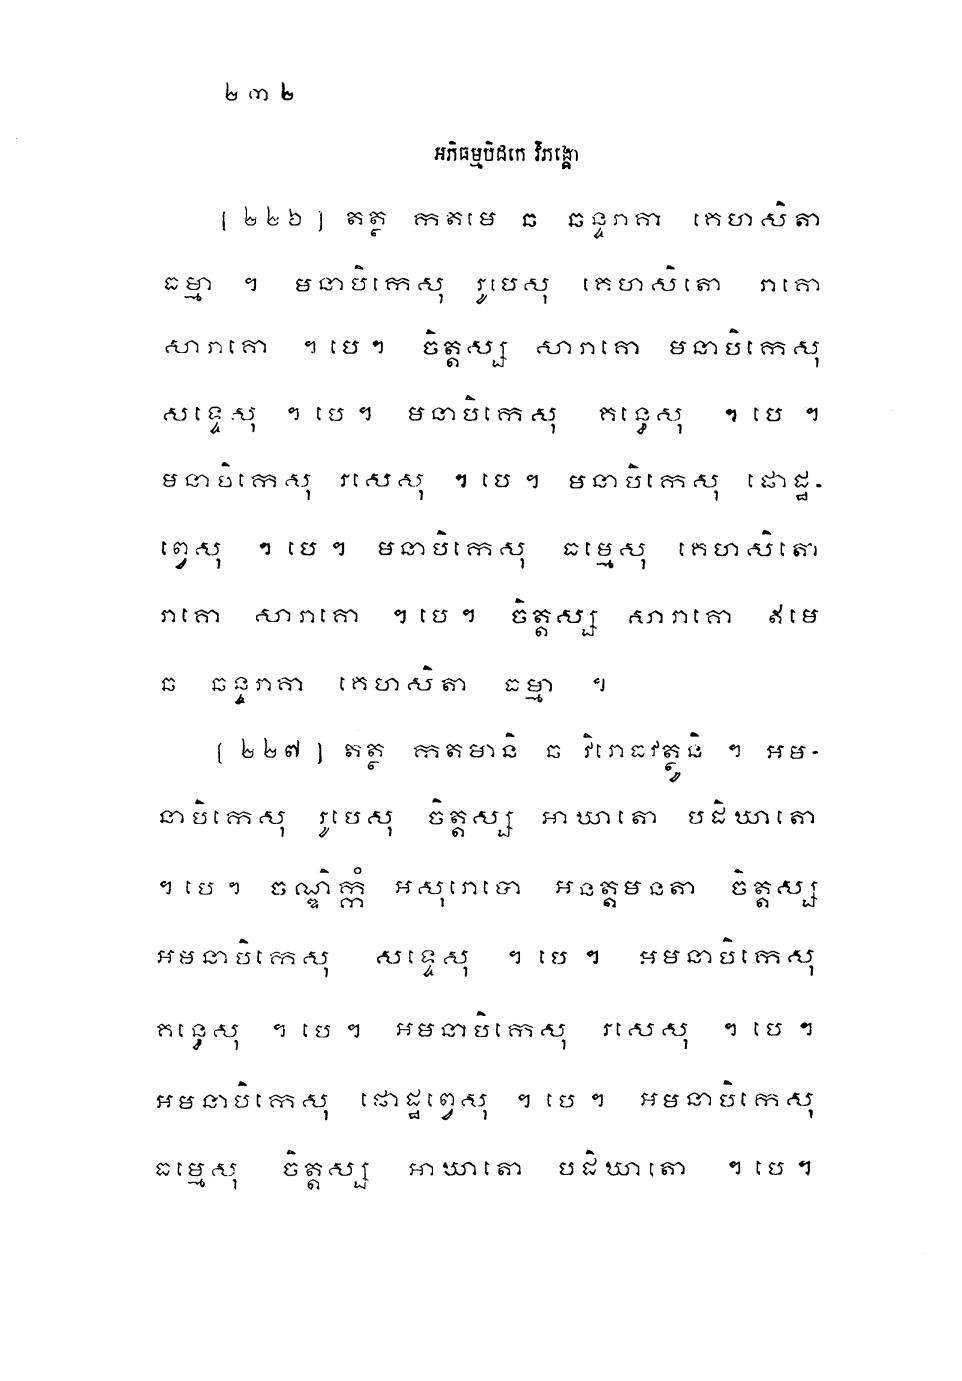 ២៣២
អភិធម្មបិដកេ វិភង្គោ
[២២៦] តត្ថ កតមេ ឆ ឆន្ទរាគា គេហសិតា
ធម្មា ។ មនាបិកេសុ រូបេសុ គេហសិតោ រាគោ
សារាគោ ។បេ។ ចិត្តស្ស សារាគោ មនាបិកេសុ
សទ្ទេសុ ។បេ។ មនាបិកេសុ គន្ធេសុ ។បេ។
មនាបិកេសុ រសេសុ ។បេ។ មនាបិកេសុ ផោដ្ឋ-
ព្វេសុ ។បេ។ មនាបិកេសុ ធម្មេសុ គេហសិតោ
រាគោ សារាគោ ។បេ។ ចិត្តស្ស សារាគោ ឥមេ
ឆ ឆន្ទរាគា គេហសិតា ធម្មា ។
[២២៧] តត្ថ កតមានិ ឆ វិរោធវត្ថូនិ ។ អម-
នាបិកេសុ រូបេសុ ចិត្តស្ស អាឃាតោ បដិឃាតោ
។បេ។ ចណ្ឌិក្កំ អសុរោបោ អនត្តមនតា ចិត្តស្ស
អមនាបិកេសុ សទ្ទេសុ ។បេ។ អមនាបិកេសុ
គន្ធេសុ ។បេ។ អមនាបិកេសុ រសេសុ ។បេ។
អមនាបិកេសុ ផោដ្ឋព្វេសុ ។បេ។ អមនាបិកេសុ
ធម្មេសុ ចិត្តស្ស អាឃាតោ បដិឃាតោ ។បេ។